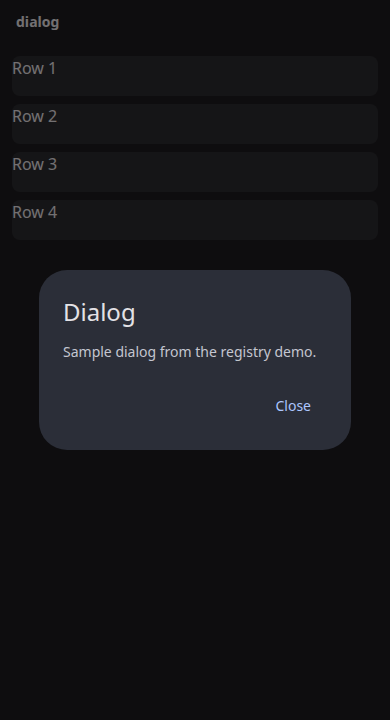 dialog
Row 1
Row 2
Row 3
Row 4
Dialog
Sample dialog from the registry demo.
Close